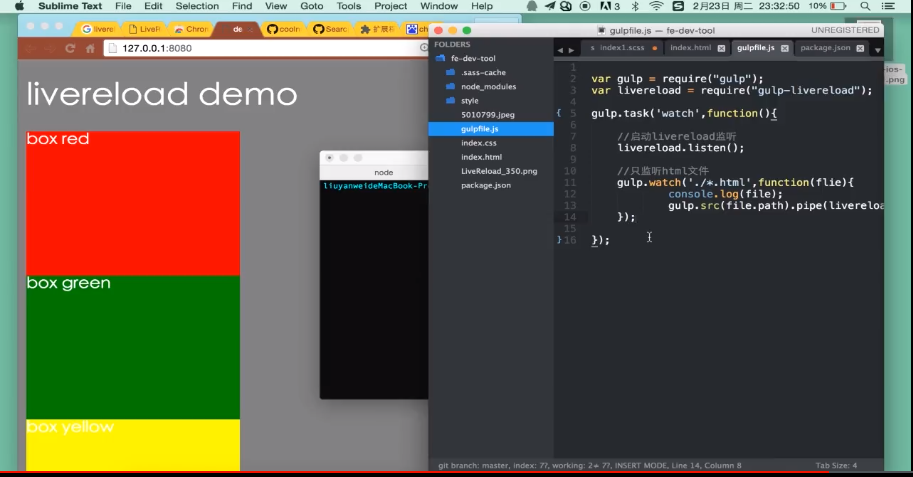 Sublime Text File Edit Selection Find View Goto Tools Project Window Help
3 2月23日 周二 23:32:50 10%
livere
LiveR
Chron
de
cooln
Searc
扩展程
ch
127.0.0.1:8080
livereload demo
box red
box green
box yellow
node
liuyanweideMacBook-Pr
gulpfile.js — fe-dev-tool
UNREGISTERED
FOLDERS
fe-dev-tool
.sass-cache
node_modules
style
5010799.jpeg
gulpfile.js
index.css
index.html
LiveReload_350.png
package.json
index1.scss
index.html
gulpfile.js
package.json
1
2 var gulp = require("gulp");
3 var livereload = require("gulp-livereload");
4
5 gulp.task('watch',function(){
6
7 //启动livereload监听
8 livereload.listen();
9
10 //只监听html文件
11 gulp.watch('./*.html',function(flie){
12 console.log(file);
13 gulp.src(file.path).pipe(livereloa
14 });
15
16 });
ios-
.png
git branch: master, index: 7?, working: 2≠ 7?, INSERT MODE, Line 14, Column 8
Tab Size: 4